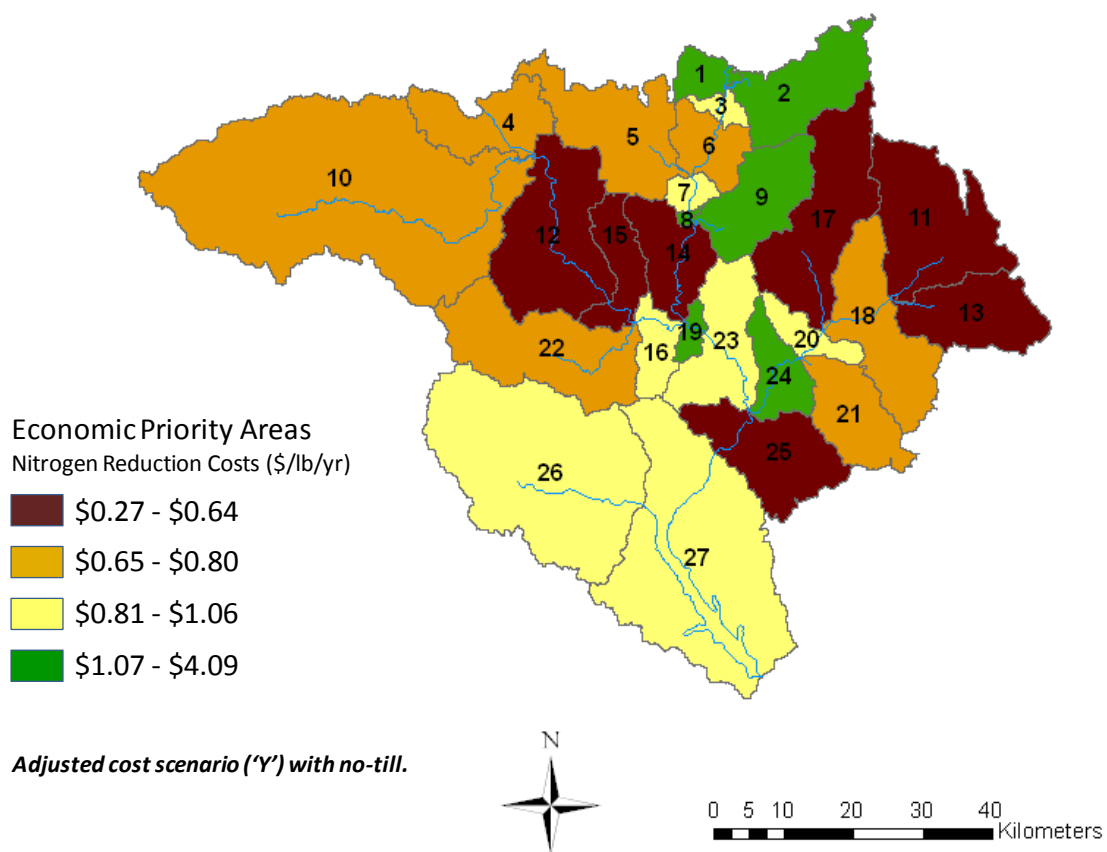 1
2
3
4
5
6
10
7
9
8
17
11
12
15
14
13
18
19
20
23
22
16
24
21
25
26
27
Economic Priority Areas
Nitrogen Reduction Costs ($/lb/yr)
$0.27 - $0.64
$0.65 - $0.80
$0.81 - $1.06
$1.07 - $4.09
Adjusted cost scenario (‘Y’) with no-till.
N
0 5 10 20 30 40
Kilometers